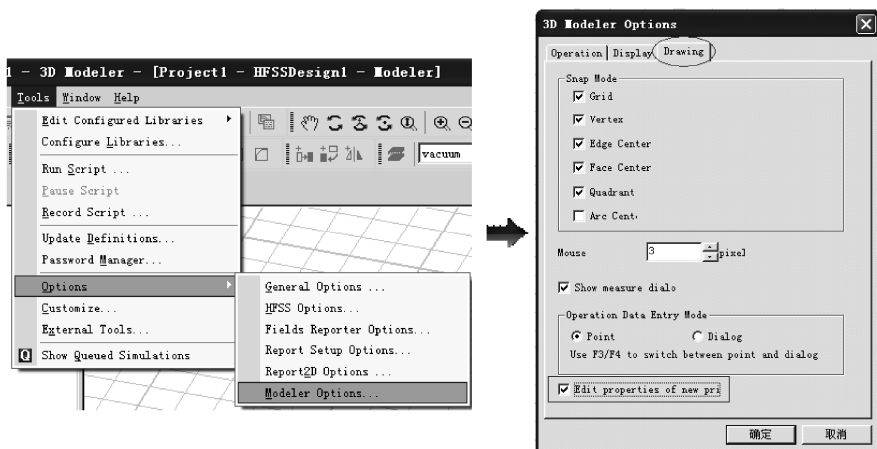 1 - 3D Modeler - [Project1 - HFSSDesign1 - Modeler]
Tools Window Help
Edit Configured Libraries
Configure Libraries...
vacuum
Run Script ...
Pause Script
Record Script ...
Update Definitions...
Password Manager...
Options
Customize...
External Tools...
Show Queued Simulations
General Options ...
HFSS Options...
Fields Reporter Options...
Report Setup Options...
Report2D Options ...
Modeler Options...
3D Modeler Options
Operation Display Drawing
Snap Mode
Grid
Vertex
Edge Center
Face Center
Quadrant
Arc Cent
Mouse 3 pixel
Show measure dialo
Operation Data Entry Mode
Point Dialog
Use F3/F4 to switch between point and dialog
Edit properties of new pri
确定 取消